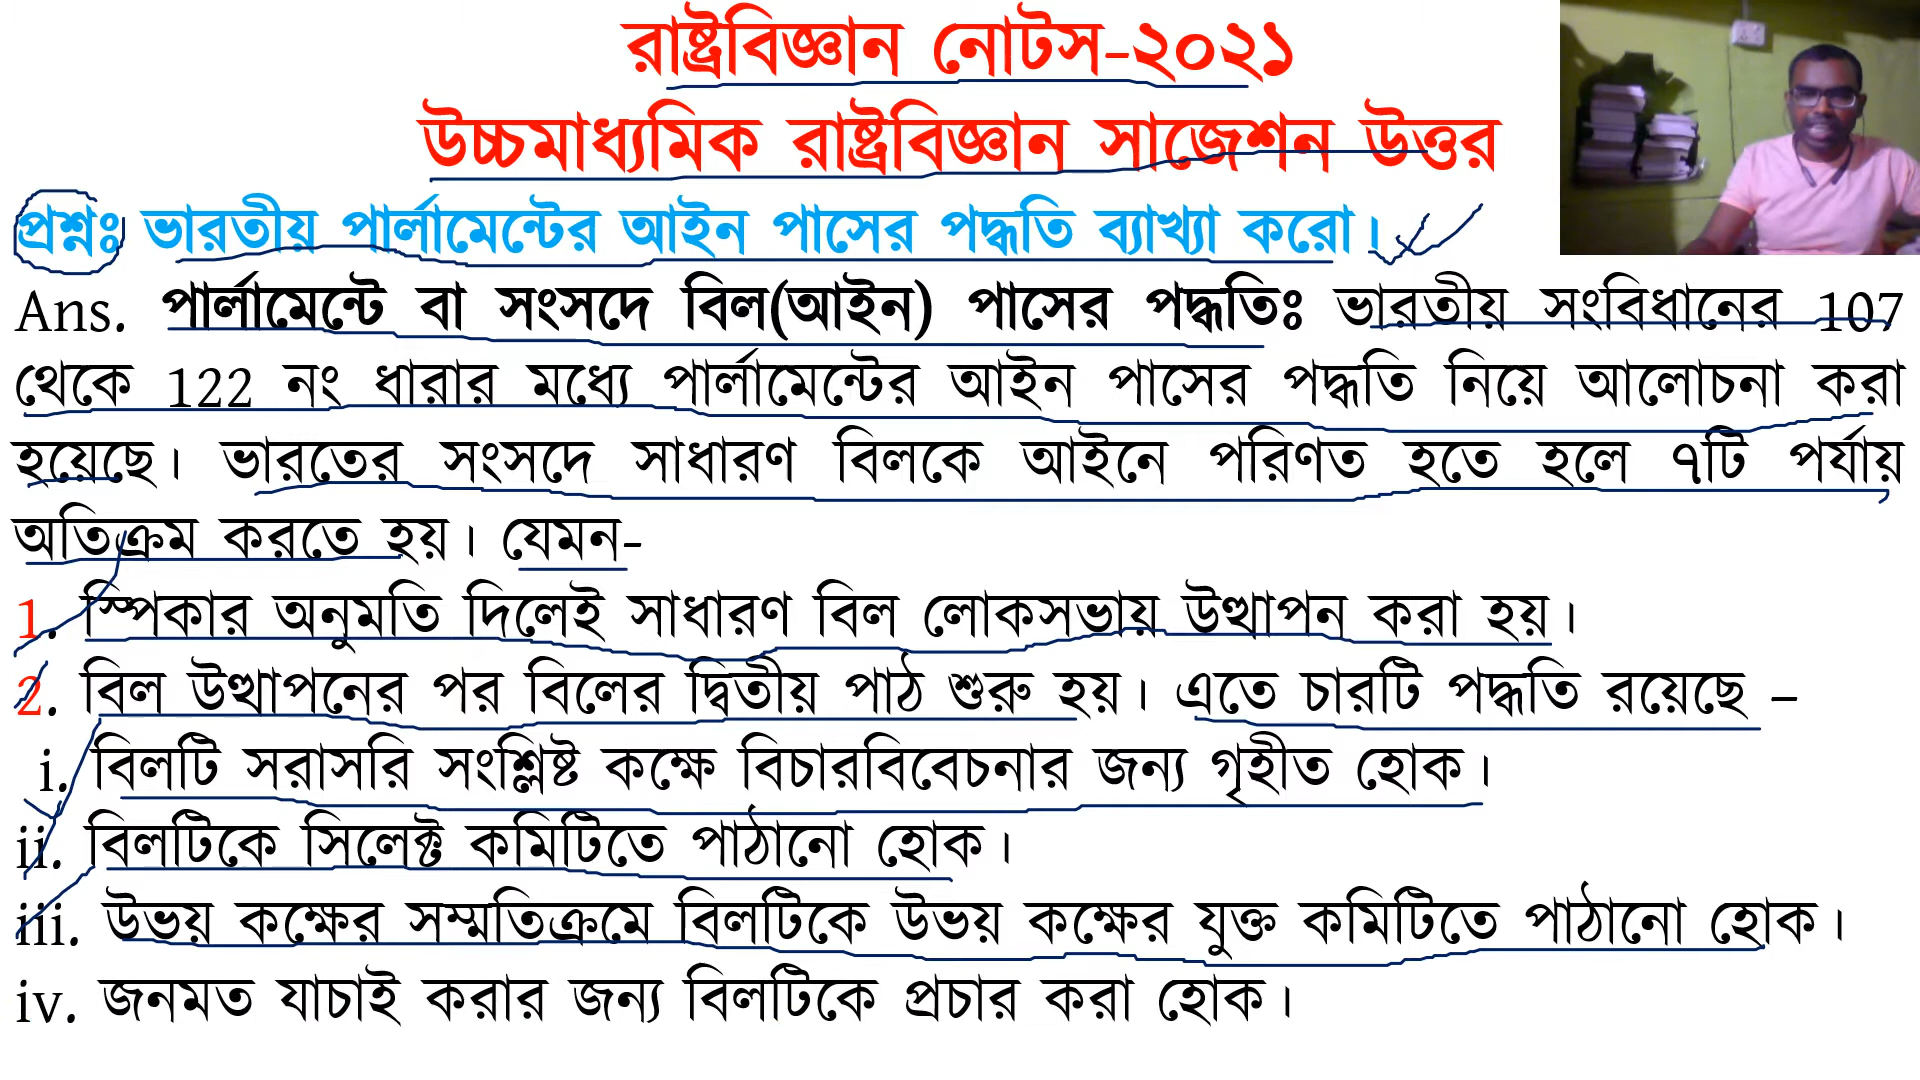 রাষ্ট্রবিজ্ঞান নোটস-২০২১
উচ্চমাধ্যমিক রাষ্ট্রবিজ্ঞান সাজেশন উত্তর
প্রশ্নঃ ভারতীয় পার্লামেন্টের আইন পাসের পদ্ধতি ব্যাখ্যা করো।
Ans. পার্লামেন্টে বা সংসদে বিল(আইন) পাসের পদ্ধতিঃ ভারতীয় সংবিধানের 107
থেকে 122 নং ধারার মধ্যে পার্লামেন্টের আইন পাসের পদ্ধতি নিয়ে আলোচনা করা
হয়েছে। ভারতের সংসদে সাধারণ বিলকে আইনে পরিণত হতে হলে ৭টি পর্যায়
অতিক্রম করতে হয়। যেমন-
1. স্পিকার অনুমতি দিলেই সাধারণ বিল লোকসভায় উত্থাপন করা হয়।
2. বিল উত্থাপনের পর বিলের দ্বিতীয় পাঠ শুরু হয়। এতে চারটি পদ্ধতি রয়েছে –
i. বিলটি সরাসরি সংশ্লিষ্ট কক্ষে বিচারবিবেচনার জন্য গৃহীত হোক।
ii. বিলটিকে সিলেক্ট কমিটিতে পাঠানো হোক।
iii. উভয় কক্ষের সম্মতিক্রমে বিলটিকে উভয় কক্ষের যুক্ত কমিটিতে পাঠানো হোক।
iv. জনমত যাচাই করার জন্য বিলটিকে প্রচার করা হোক।